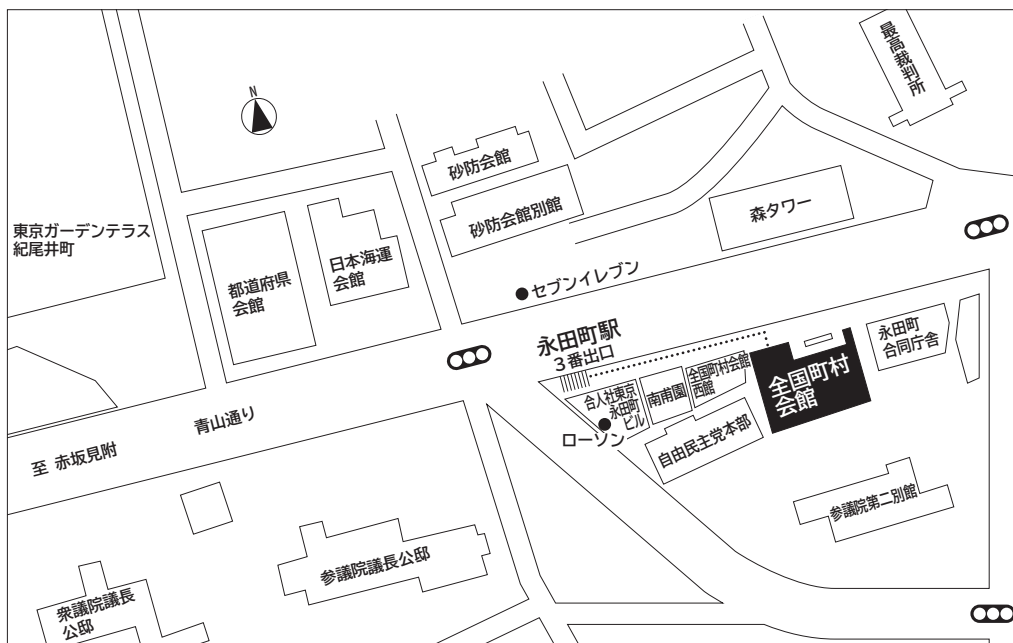 N
最高裁判所
砂防会館
砂防会館別館
森タワー
東京ガーデンテラス
紀尾井町
都道府県
会館
日本海運
会館
セブンイレブン
永田町駅
3番出口
永田町
合同庁舎
全国町村
会館
全国町村会館
西館
南甫園
合人社東京
永田町
ビル
ローソン
自由民主党本部
青山通り
至 赤坂見附
参議院第二別館
参議院議長公邸
衆議院議長
公邸